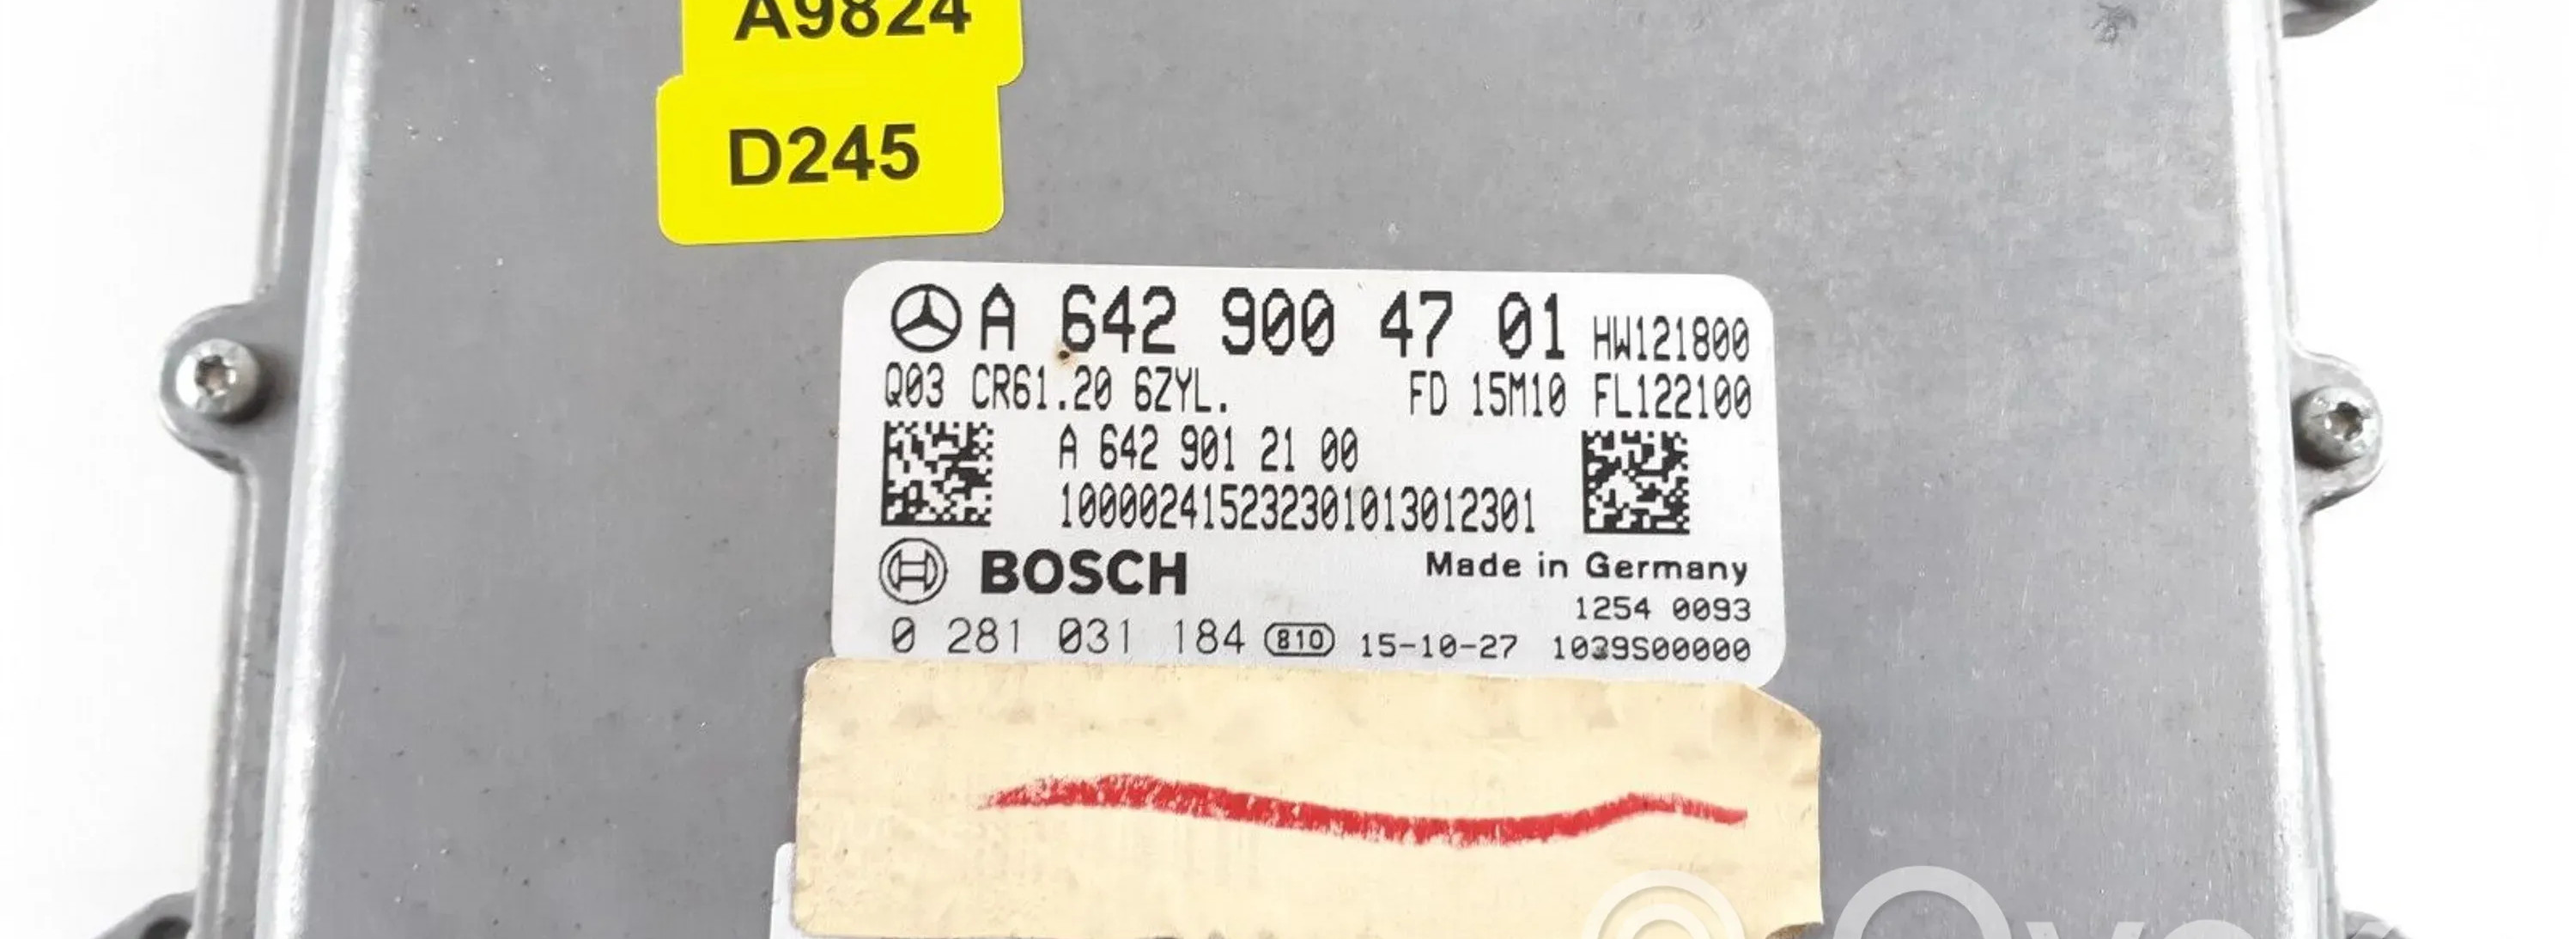 A9824
D245
A 642 900 47 01 HW121800
Q03 CR61.20 6ZYL. FD 15M10 FL122100
A 642 901 21 00
100002415232301013012301
BOSCH Made in Germany
1254 0093
0 281 031 184 810 15-10-27 1039S00000